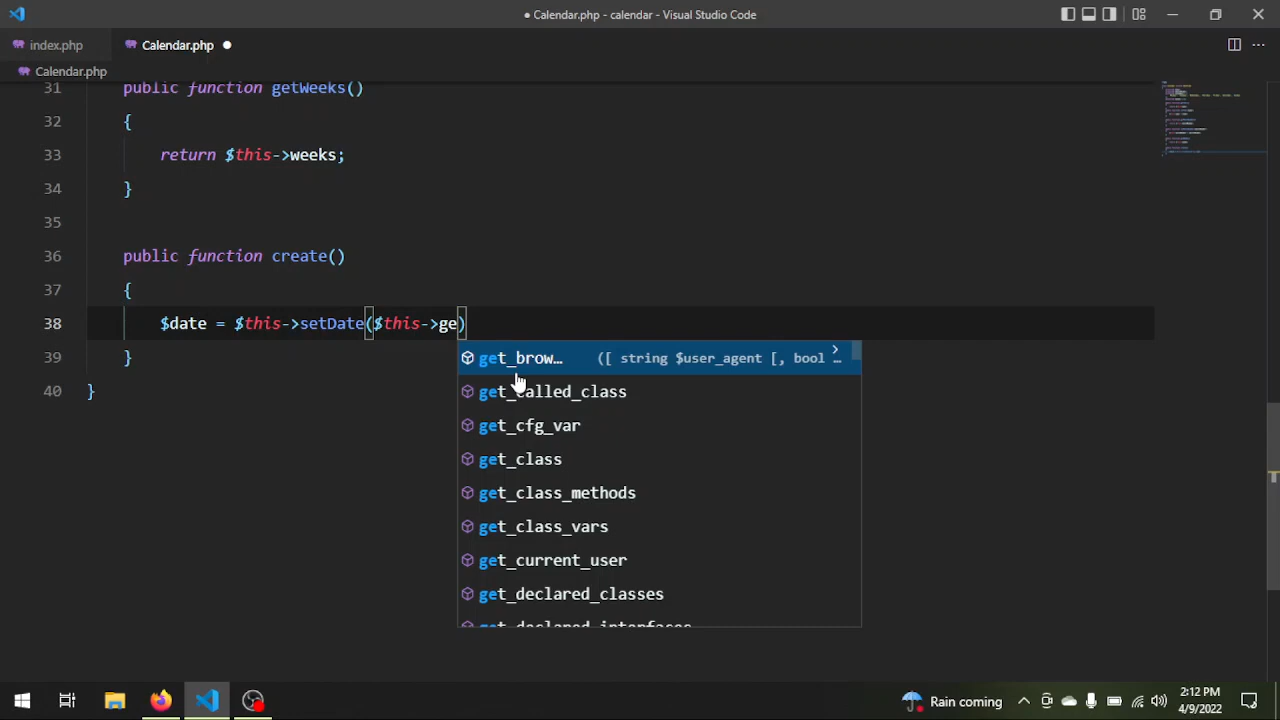 ● Calendar.php - calendar - Visual Studio Code
index.php
Calendar.php ●
Calendar.php
31 public function getWeeks()
32 {
33 return $this->weeks;
34 }
35
36 public function create()
37 {
38 $date = $this->setDate($this->ge)
39 }
40 }
get_brow... ([ string $user_agent [, bool …
get_called_class
get_cfg_var
get_class
get_class_methods
get_class_vars
get_current_user
get_declared_classes
get_declared_interfaces
Rain coming
2:12 PM
4/9/2022